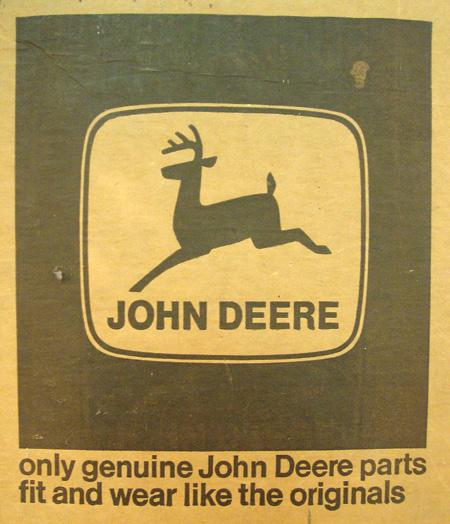 JOHN DEERE
only genuine John Deere parts
fit and wear like the originals